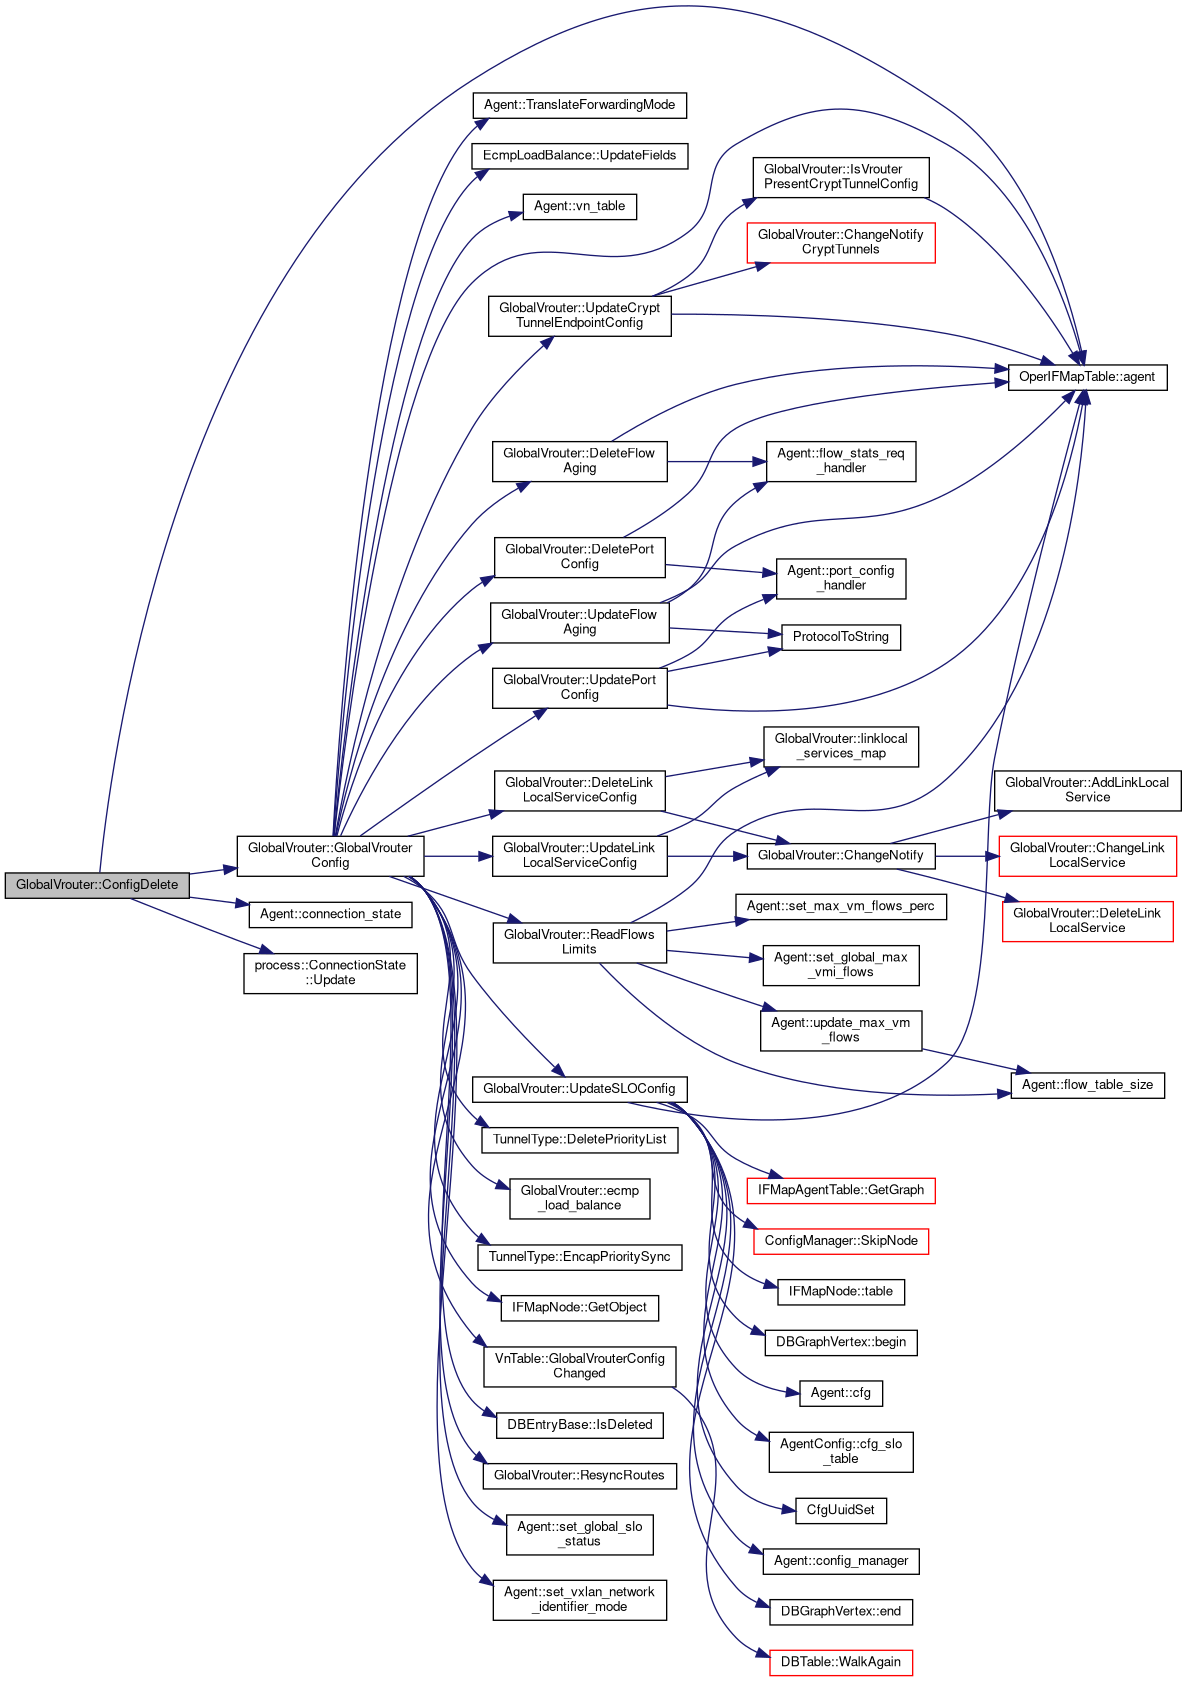 GlobalVrouter::ConfigDelete
GlobalVrouter::GlobalVrouter
Config
Agent::connection_state
process::ConnectionState
::Update
Agent::TranslateForwardingMode
EcmpLoadBalance::UpdateFields
Agent::vn_table
GlobalVrouter::UpdateCrypt
TunnelEndpointConfig
GlobalVrouter::DeleteFlow
Aging
GlobalVrouter::DeletePort
Config
GlobalVrouter::UpdateFlow
Aging
GlobalVrouter::UpdatePort
Config
GlobalVrouter::DeleteLink
LocalServiceConfig
GlobalVrouter::UpdateLink
LocalServiceConfig
GlobalVrouter::ReadFlows
Limits
GlobalVrouter::UpdateSLOConfig
TunnelType::DeletePriorityList
GlobalVrouter::ecmp
_load_balance
TunnelType::EncapPrioritySync
IFMapNode::GetObject
VnTable::GlobalVrouterConfig
Changed
DBEntryBase::IsDeleted
GlobalVrouter::ResyncRoutes
Agent::set_global_slo
_status
Agent::set_vxlan_network
_identifier_mode
GlobalVrouter::IsVrouter
PresentCryptTunnelConfig
GlobalVrouter::ChangeNotify
CryptTunnels
Agent::flow_stats_req
_handler
Agent::port_config
_handler
ProtocolToString
GlobalVrouter::linklocal
_services_map
GlobalVrouter::ChangeNotify
Agent::set_max_vm_flows_perc
Agent::set_global_max
_vmi_flows
Agent::update_max_vm
_flows
IFMapAgentTable::GetGraph
ConfigManager::SkipNode
IFMapNode::table
DBGraphVertex::begin
Agent::cfg
AgentConfig::cfg_slo
_table
CfgUuidSet
Agent::config_manager
DBGraphVertex::end
DBTable::WalkAgain
OperIFMapTable::agent
GlobalVrouter::AddLinkLocal
Service
GlobalVrouter::ChangeLink
LocalService
GlobalVrouter::DeleteLink
LocalService
Agent::flow_table_size